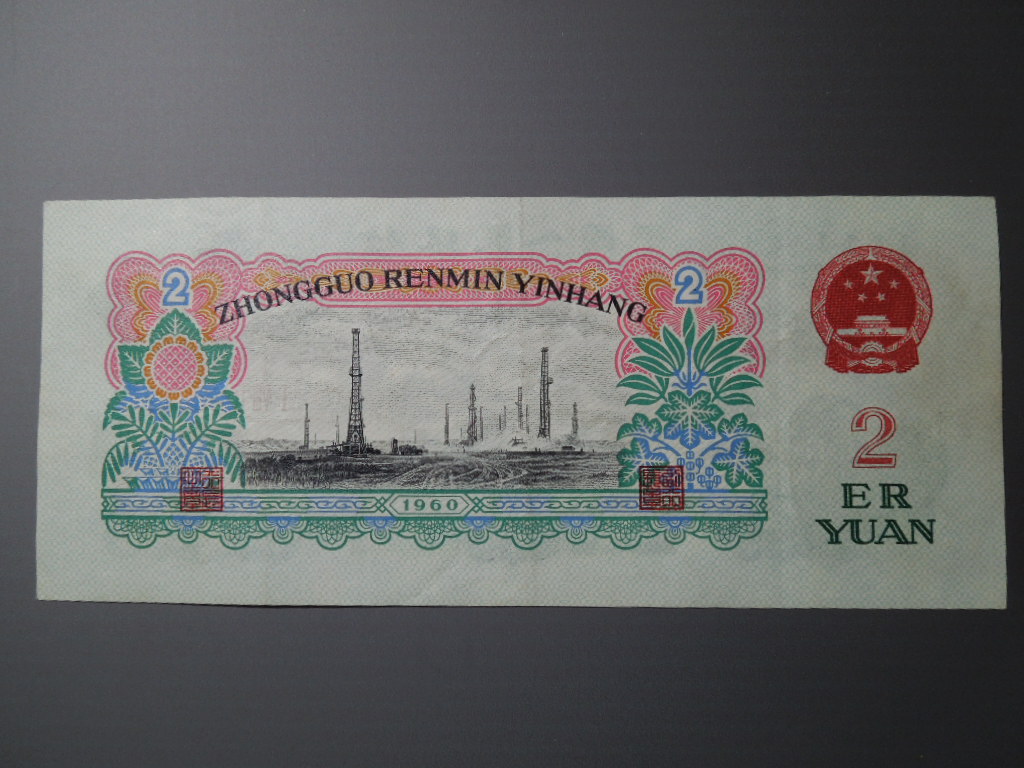 2
2
ZHONGGUO RENMIN YINHANG
1960
2
ER
YUAN